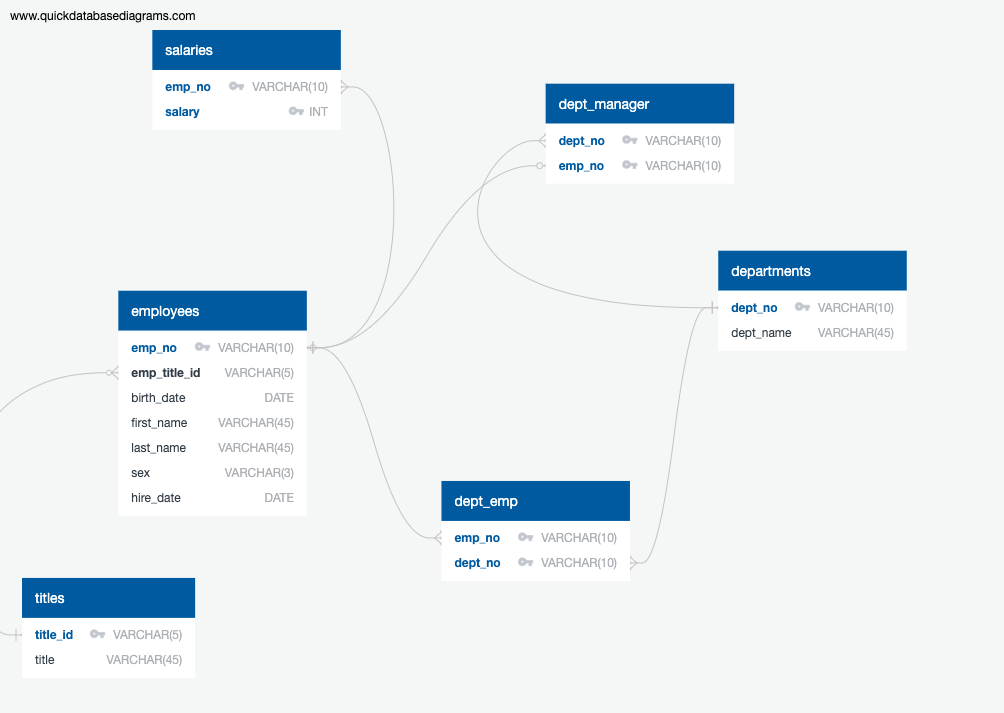 www.quickdatabasediagrams.com
salaries
emp_no VARCHAR(10)
salary INT
dept_manager
dept_no VARCHAR(10)
emp_no VARCHAR(10)
departments
dept_no VARCHAR(10)
dept_name VARCHAR(45)
employees
emp_no VARCHAR(10)
emp_title_id VARCHAR(5)
birth_date DATE
first_name VARCHAR(45)
last_name VARCHAR(45)
sex VARCHAR(3)
hire_date DATE
dept_emp
emp_no VARCHAR(10)
dept_no VARCHAR(10)
titles
title_id VARCHAR(5)
title VARCHAR(45)